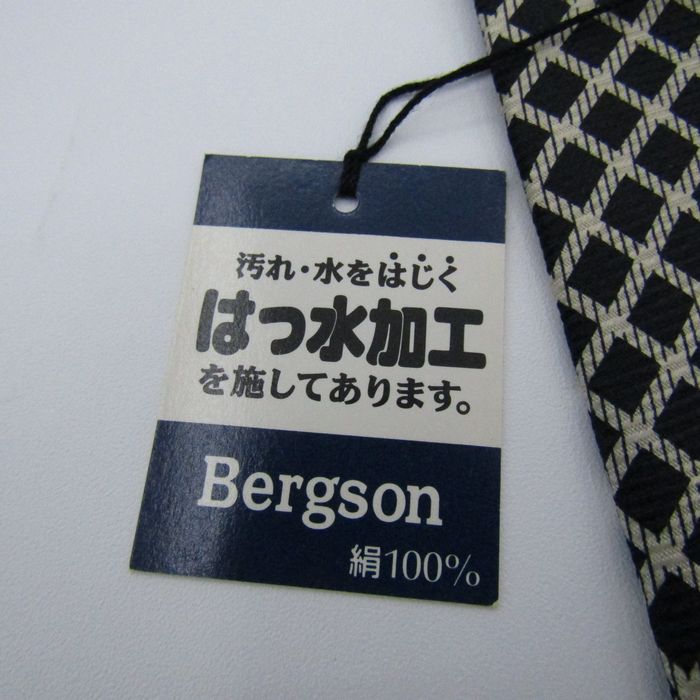 汚れ・水をはじく
はっ水加工
を施してあります。
Bergson
絹100%